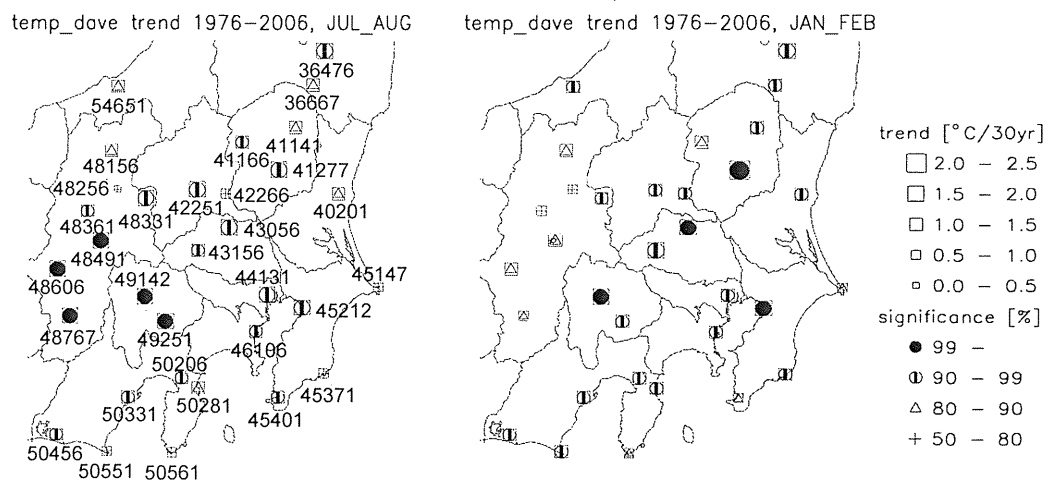 temp_dave trend 1976-2006, JUL_AUG
temp_dave trend 1976-2006, JAN_FEB
36476
36667
54651
41141
41166
48156
41277
48256
42266
42251
40201
48361
48331
43056
43156
48491
44131
45147
49142
48606
45212
48767
49251
46106
50206
45371
50281
50331
45401
50456
50551
50561
trend [°C/30yr]
2.0 - 2.5
1.5 - 2.0
1.0 - 1.5
0.5 - 1.0
0.0 - 0.5
significance [%]
99 -
90 - 99
80 - 90
50 - 80